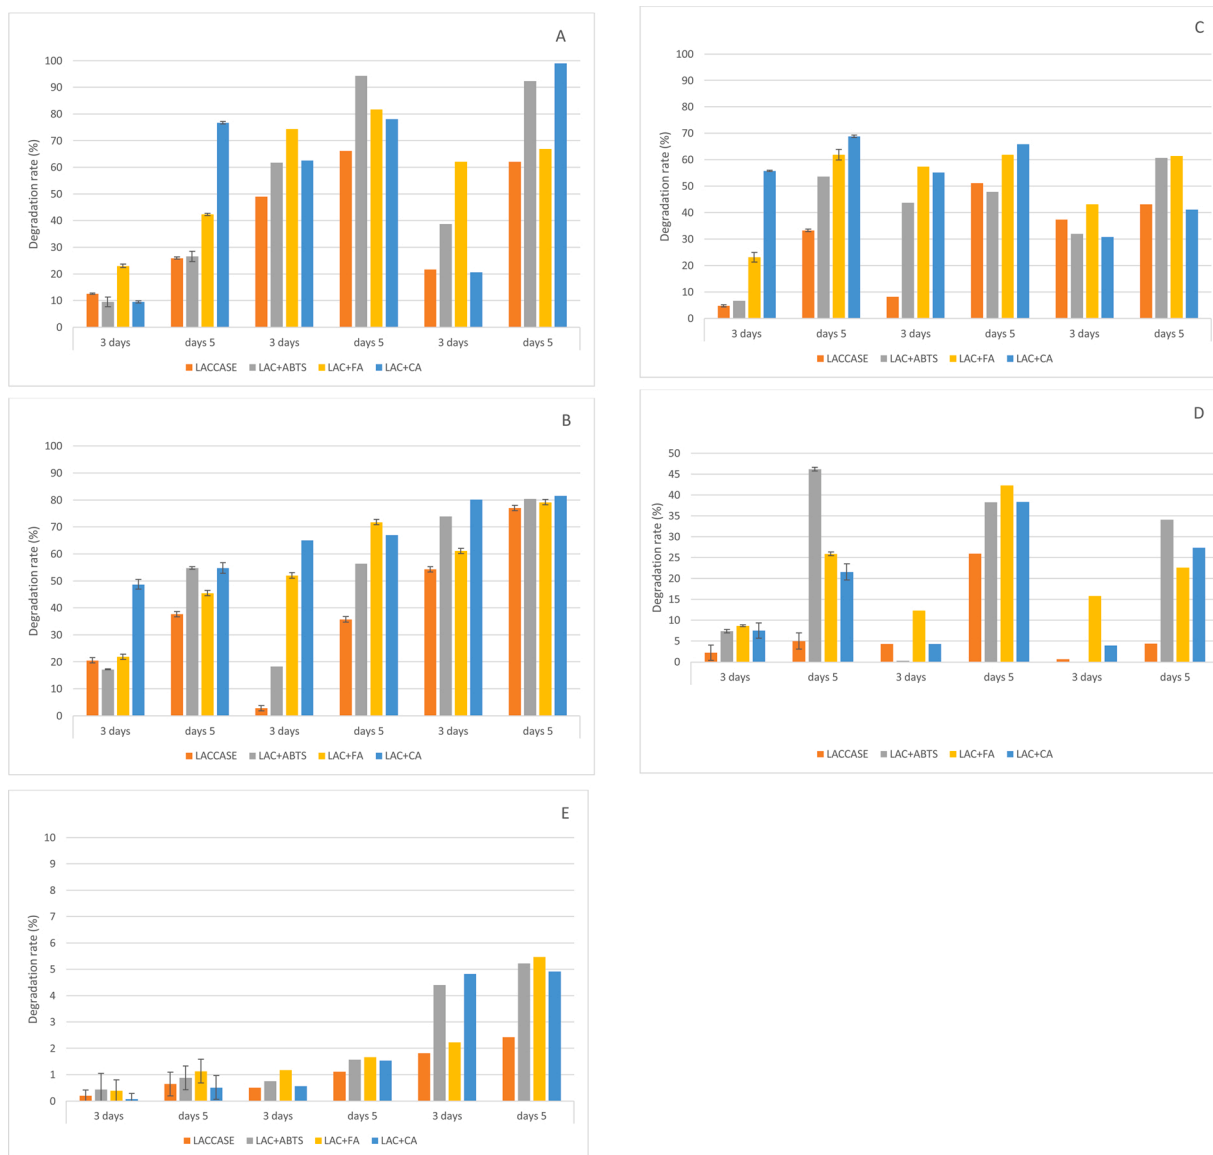 A
Degradation rate (%)
100
90
80
70
60
50
40
30
20
10
0
3 days days 5 3 days days 5 3 days days 5
LACCASE LAC+ABTS LAC+FA LAC+CA
C
Degradation rate (%)
100
90
80
70
60
50
40
30
20
10
0
3 days days 5 3 days days 5 3 days days 5
LACCASE LAC+ABTS LAC+FA LAC+CA
B
Degradation rate (%)
100
90
80
70
60
50
40
30
20
10
0
3 days days 5 3 days days 5 3 days days 5
LACCASE LAC+ABTS LAC+FA LAC+CA
D
Degradation rate (%)
50
45
40
35
30
25
20
15
10
5
0
3 days days 5 3 days days 5 3 days days 5
LACCASE LAC+ABTS LAC+FA LAC+CA
E
Degradation rate (%)
10
9
8
7
6
5
4
3
2
1
0
3 days days 5 3 days days 5 3 days days 5
LACCASE LAC+ABTS LAC+FA LAC+CA